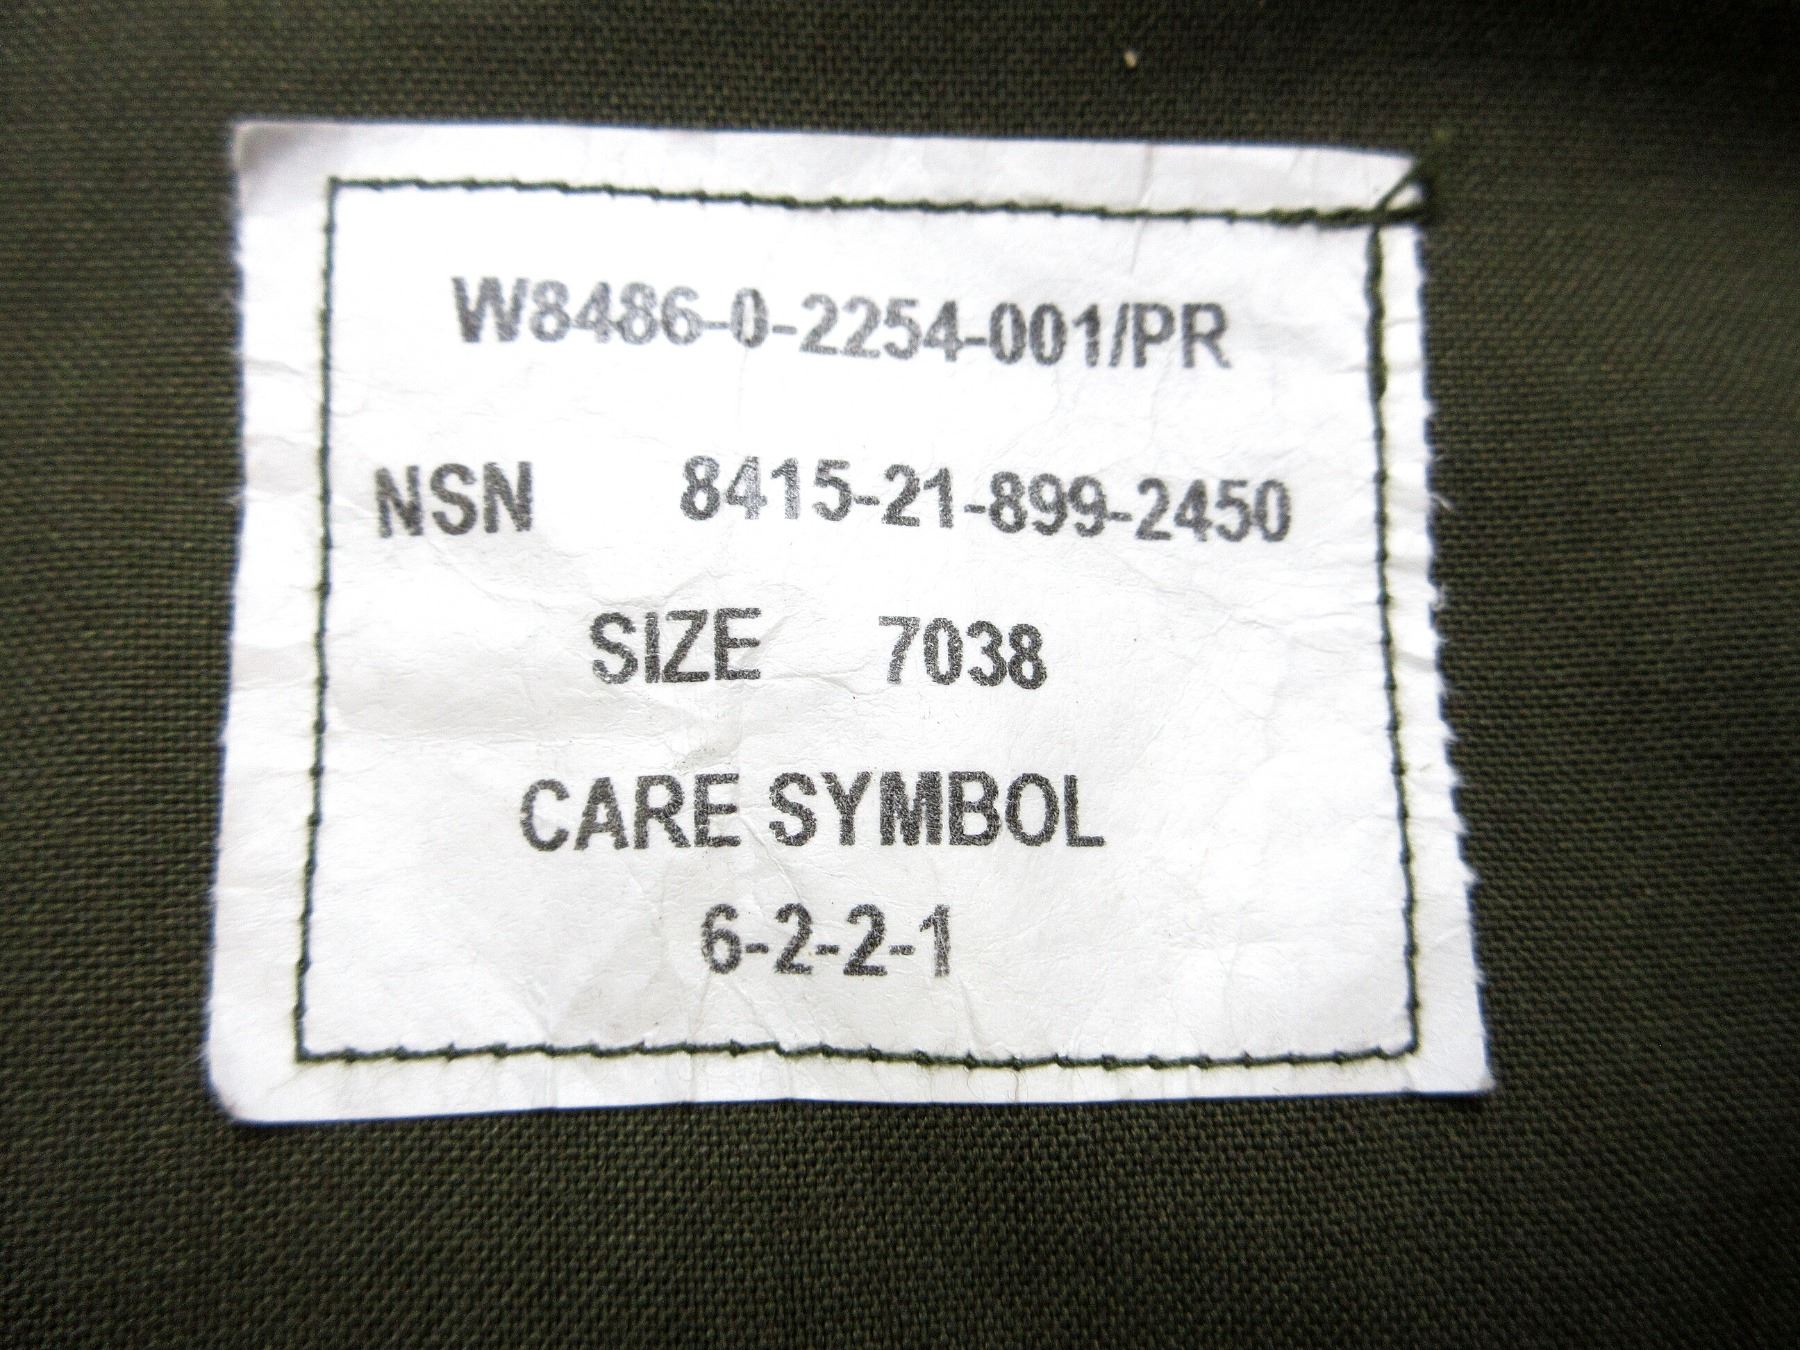 W8486-0-2254-001/PR
NSN 8415-21-899-2450
SIZE 7038
CARE SYMBOL
6-2-2-1